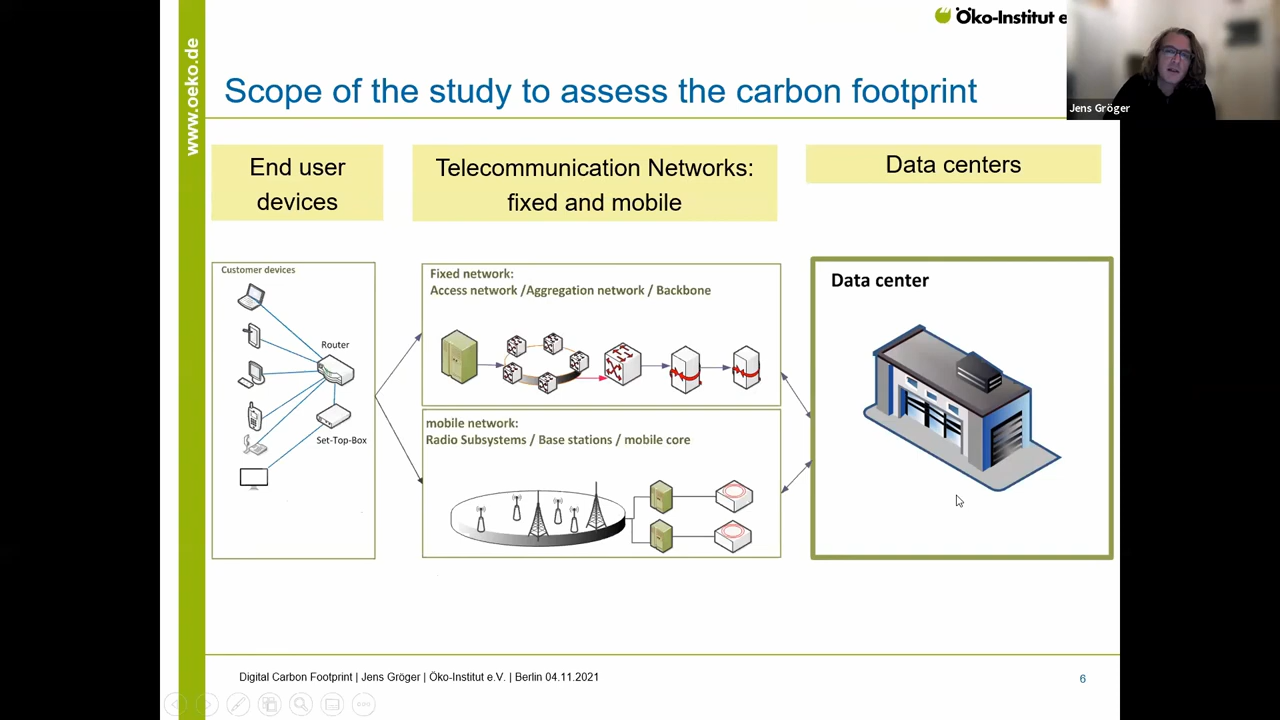 Öko-Institut e
www.oeko.de
Jens Gröger
Scope of the study to assess the carbon footprint
End user
devices
Telecommunication Networks:
fixed and mobile
Data centers
Customer devices
Router
Set-Top-Box
Fixed network:
Access network /Aggregation network / Backbone
mobile network:
Radio Subsystems / Base stations / mobile core
Data center
Digital Carbon Footprint | Jens Gröger | Öko-Institut e.V. | Berlin 04.11.2021
6